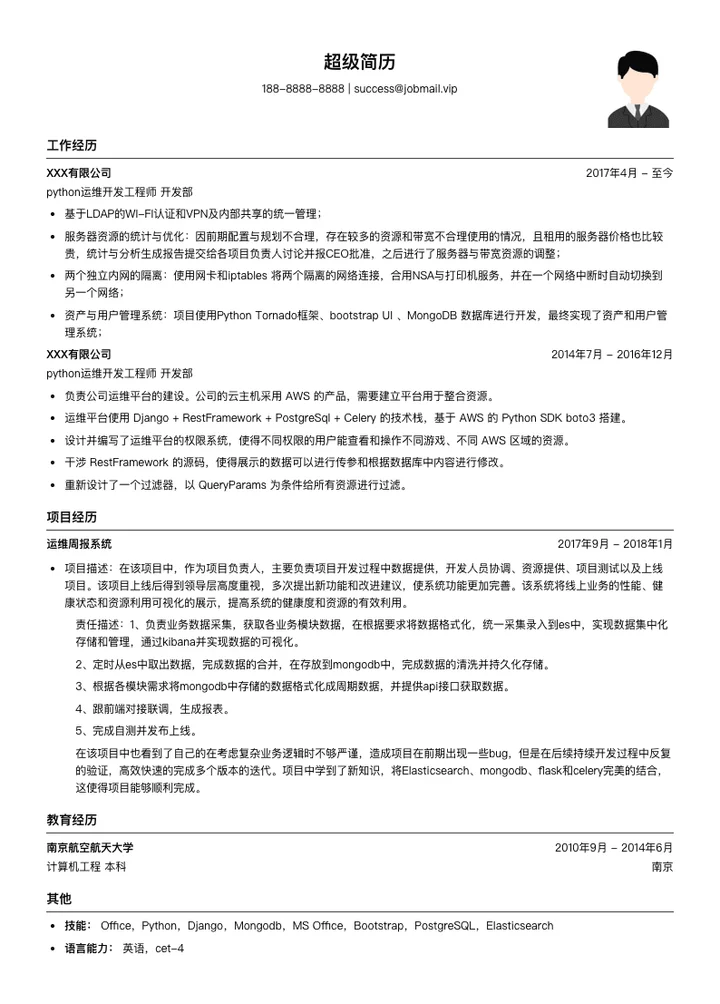 超级简历
188-8888-8888 | success@jobmail.vip
工作经历
XXX有限公司 2017年4月 - 至今
python运维开发工程师 开发部
• 基于LDAP的WI-FI认证和VPN及内部共享的统一管理；
• 服务器资源的统计与优化：因前期配置与规划不合理，存在较多的资源和带宽不合理使用的情况，且租用的服务器价格也比较
贵，统计与分析生成报告提交给各项目负责人讨论并报CEO批准，之后进行了服务器与带宽资源的调整；
• 两个独立内网的隔离：使用网卡和iptables 将两个隔离的网络连接，合用NSA与打印机服务，并在一个网络中断时自动切换到
另一个网络；
• 资产与用户管理系统：项目使用Python Tornado框架、bootstrap UI 、MongoDB 数据库进行开发，最终实现了资产和用户管
理系统；
XXX有限公司 2014年7月 - 2016年12月
python运维开发工程师 开发部
• 负责公司运维平台的建设。公司的云主机采用 AWS 的产品，需要建立平台用于整合资源。
• 运维平台使用 Django + RestFramework + PostgreSql + Celery 的技术栈，基于 AWS 的 Python SDK boto3 搭建。
• 设计并编写了运维平台的权限系统，使得不同权限的用户能查看和操作不同游戏、不同 AWS 区域的资源。
• 干涉 RestFramework 的源码，使得展示的数据可以进行传参和根据数据库中内容进行修改。
• 重新设计了一个过滤器，以 QueryParams 为条件给所有资源进行过滤。
项目经历
运维周报系统 2017年9月 - 2018年1月
• 项目描述：在该项目中，作为项目负责人，主要负责项目开发过程中数据提供，开发人员协调、资源提供、项目测试以及上线
项目。该项目上线后得到领导层高度重视，多次提出新功能和改进建议，使系统功能更加完善。该系统将线上业务的性能、健
康状态和资源利用可视化的展示，提高系统的健康度和资源的有效利用。
责任描述：1、负责业务数据采集，获取各业务模块数据，在根据要求将数据格式化，统一采集录入到es中，实现数据集中化
存储和管理，通过kibana并实现数据的可视化。
2、定时从es中取出数据，完成数据的合并，在存放到mongodb中，完成数据的清洗并持久化存储。
3、根据各模块需求将mongodb中存储的数据格式化成周期数据，并提供api接口获取数据。
4、跟前端对接联调，生成报表。
5、完成自测并发布上线。
在该项目中也看到了自己的在考虑复杂业务逻辑时不够严谨，造成项目在前期出现一些bug，但是在后续持续开发过程中反复
的验证，高效快速的完成多个版本的迭代。项目中学到了新知识，将Elasticsearch、mongodb、flask和celery完美的结合，
这使得项目能够顺利完成。
教育经历
南京航空航天大学 2010年9月 - 2014年6月
计算机工程 本科 南京
其他
• 技能： Office，Python，Django，Mongodb，MS Office，Bootstrap，PostgreSQL，Elasticsearch
• 语言能力： 英语，cet-4